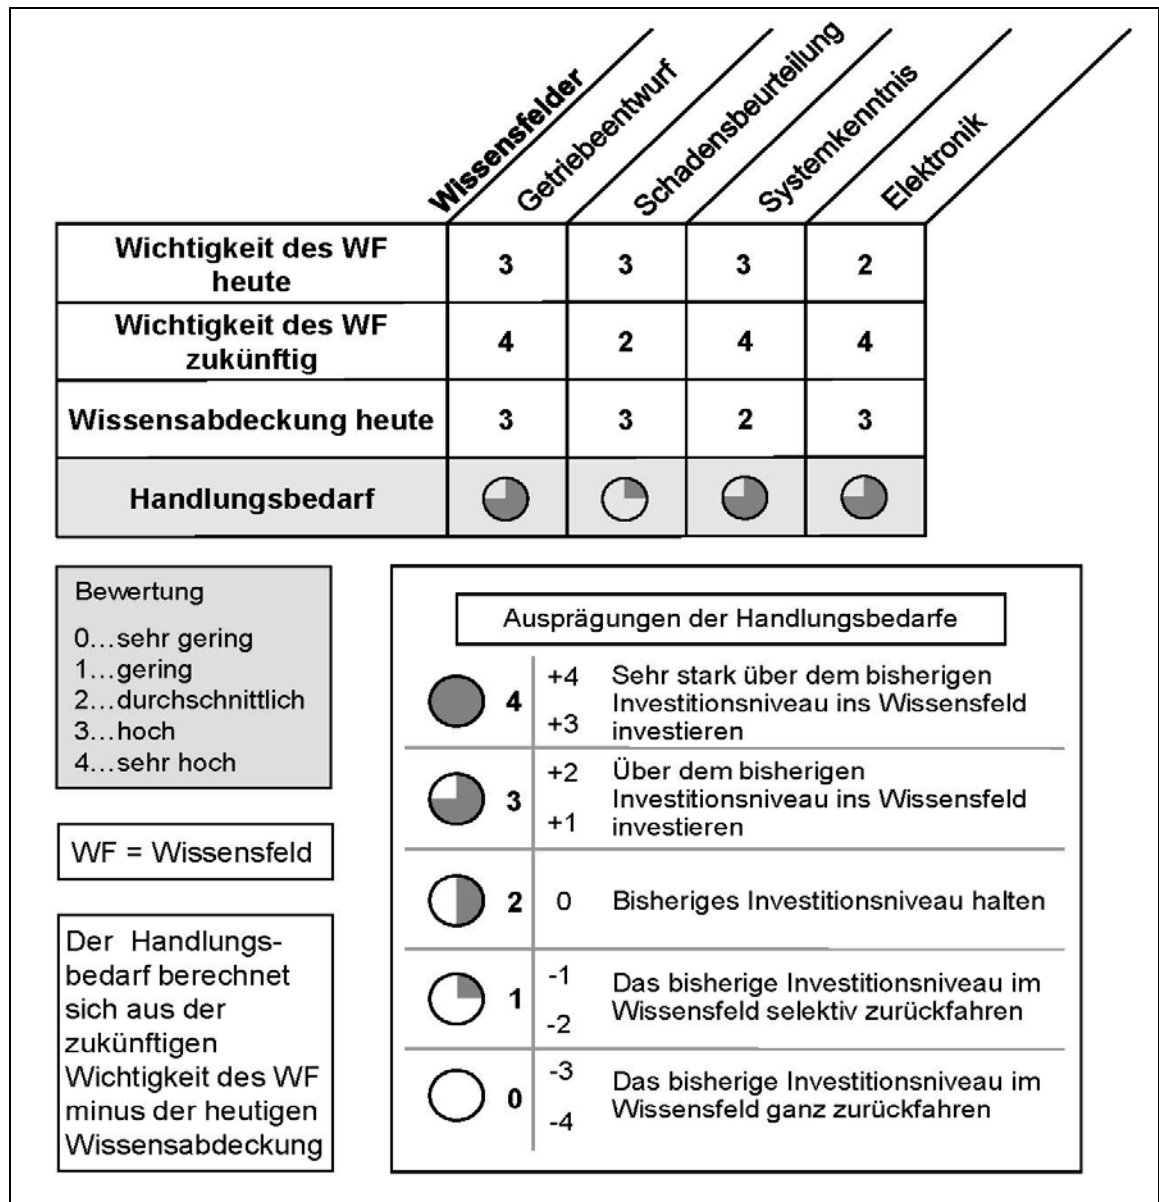 Wissensfelder
Getriebeentwurf
Schadensbeurteilung
Systemkenntnis
Elektronik
Wichtigkeit des WF
heute
3 3 3 2
Wichtigkeit des WF
zukünftig
4 2 4 4
Wissensabdeckung heute 3 3 2 3
Handlungsbedarf
Bewertung
0...sehr gering
1...gering
2...durchschnittlich
3...hoch
4...sehr hoch
WF = Wissensfeld
Der Handlungs-
bedarf berechnet
sich aus der
zukünftigen
Wichtigkeit des WF
minus der heutigen
Wissensabdeckung
Ausprägungen der Handlungsbedarfe
4
+4
+3
Sehr stark über dem bisherigen
Investitionsniveau ins Wissensfeld
investieren
3
+2
+1
Über dem bisherigen
Investitionsniveau ins Wissensfeld
investieren
2
0
Bisheriges Investitionsniveau halten
1
-1
-2
Das bisherige Investitionsniveau im
Wissensfeld selektiv zurückfahren
0
-3
-4
Das bisherige Investitionsniveau im
Wissensfeld ganz zurückfahren